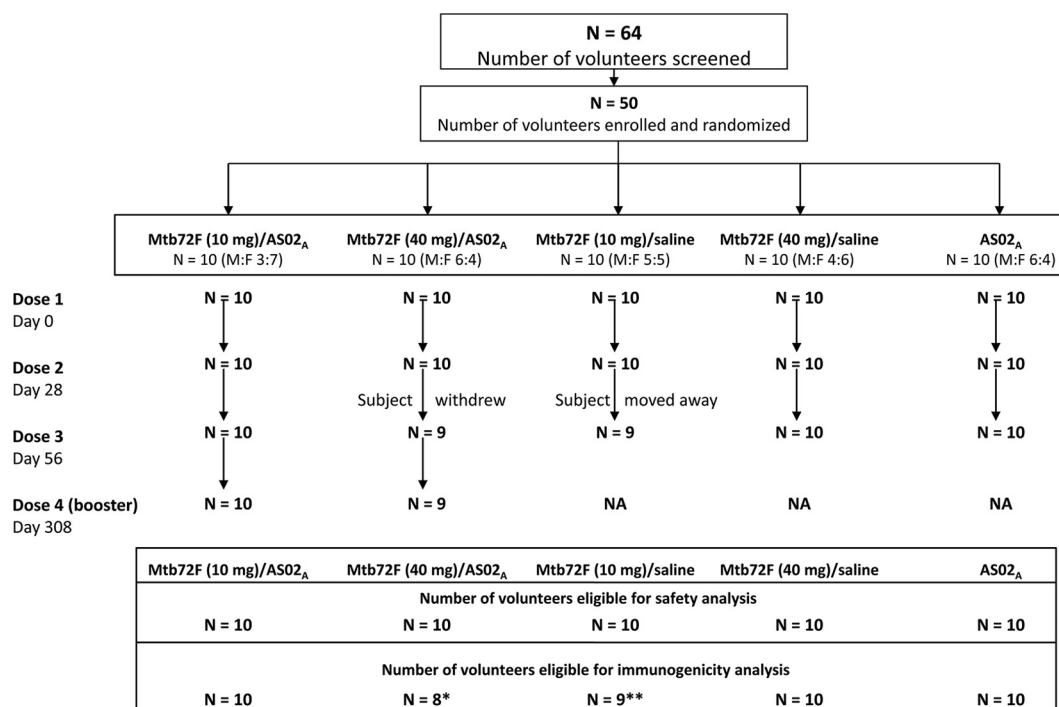 N = 64
Number of volunteers screened
N = 50
Number of volunteers enrolled and randomized
Mtb72F (10 mg)/AS02A Mtb72F (40 mg)/AS02A Mtb72F (10 mg)/saline Mtb72F (40 mg)/saline AS02A
N = 10 (M:F 3:7) N = 10 (M:F 6:4) N = 10 (M:F 5:5) N = 10 (M:F 4:6) N = 10 (M:F 6:4)
Dose 1 N = 10 N = 10 N = 10 N = 10 N = 10
Day 0
Dose 2 N = 10 N = 10 N = 10 N = 10 N = 10
Day 28
Subject withdrew Subject moved away
Dose 3 N = 10 N = 9 N = 9 N = 10 N = 10
Day 56
Dose 4 (booster) N = 10 N = 9 NA NA NA
Day 308
Mtb72F (10 mg)/AS02A Mtb72F (40 mg)/AS02A Mtb72F (10 mg)/saline Mtb72F (40 mg)/saline AS02A
Number of volunteers eligible for safety analysis
N = 10 N = 10 N = 10 N = 10 N = 10
Number of volunteers eligible for immunogenicity analysis
N = 10 N = 8* N = 9** N = 10 N = 10